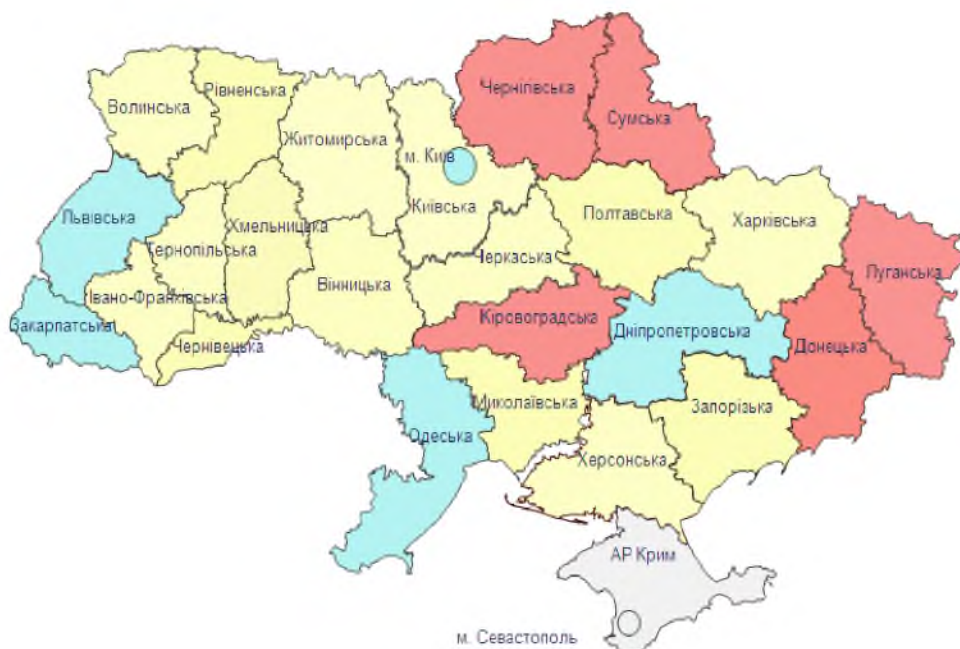 Чернігівська
Рівненська
Волинська
Сумська
Житомирська
м. Київ
Львівська
Київська
Полтавська
Харківська
Хмельницька
Тернопільська
Черкаська
Луганська
Вінницька
Івано-Франківська
Кіровоградська
Закарпатська
Дніпропетровська
Чернівецька
Донецька
Миколаївська
Запорізька
Одеська
Херсонська
АР Крим
м. Севастополь